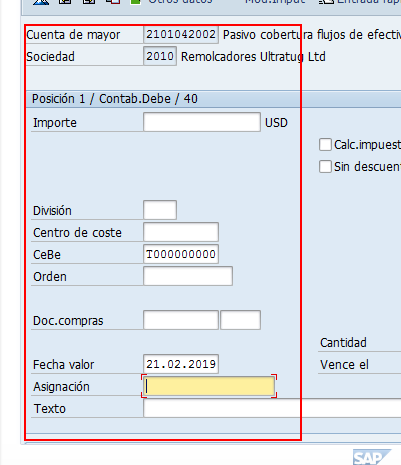 Otros datos Mod.imput Entrada ráp
Cuenta de mayor 2101042002 Pasivo cobertura flujos de efectiv
Sociedad 2010 Remolcadores Ultratug Ltd
Posición 1 / Contab.Debe / 40
Importe USD
Calc.impuest
Sin descuen
División
Centro de coste
CeBe T000000000
Orden
Doc.compras
Cantidad
Fecha valor 21.02.2019 Vence el
Asignación
Texto
SAP